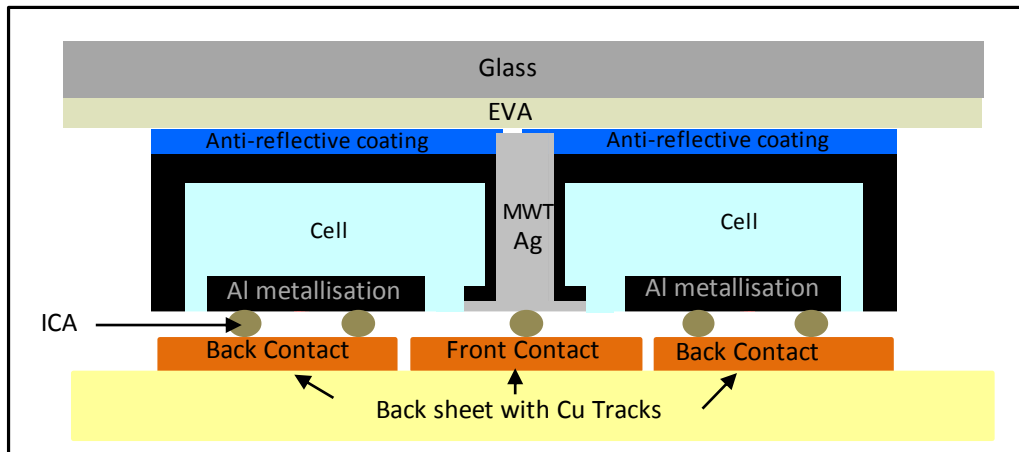 Glass
EVA
Anti-reflective coating
Anti-reflective coating
Cell
MWT
Ag
Cell
Al metallisation
Al metallisation
ICA
Back Contact
Front Contact
Back Contact
Back sheet with Cu Tracks